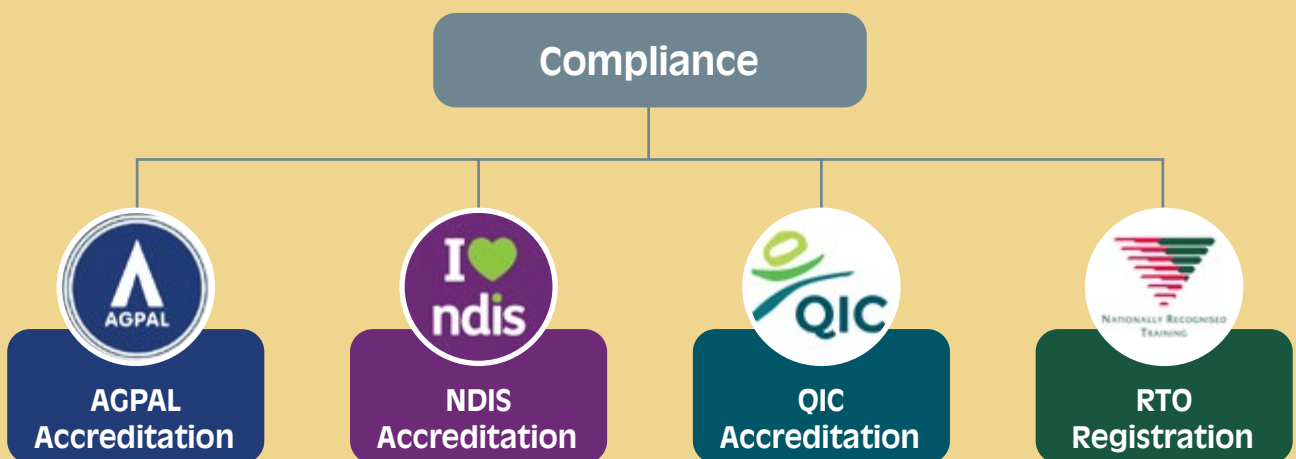 Compliance
AGPAL
I
ndis
QIC
NATIONALLY RECOGNISED
TRAINING
AGPAL
Accreditation
NDIS
Accreditation
QIC
Accreditation
RTO
Registration